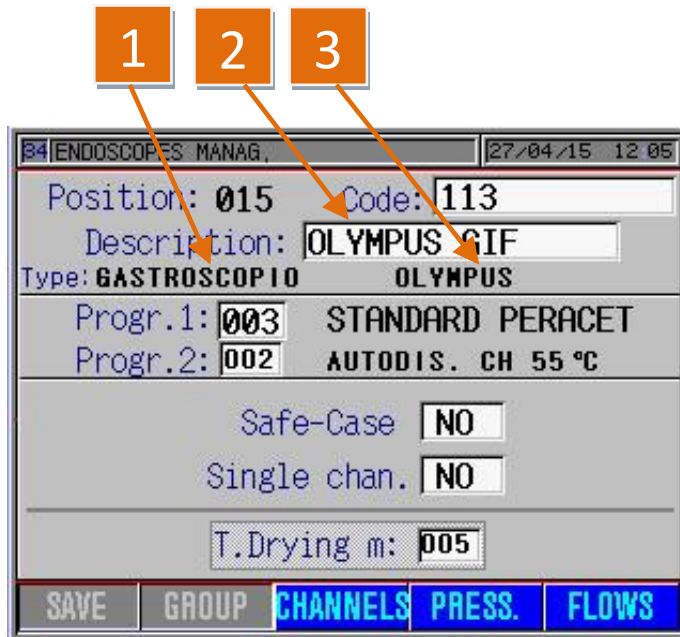 1 2 3
84 ENDOSCOPES MANAG. 27/04/15 12:05
Position: 015 Code: 113
Description: OLYMPUS GIF
Type: GASTROSCOPIO OLYMPUS
Progr.1: 003 STANDARD PERACET
Progr.2: 002 AUTODIS. CH 55 °C
Safe-Case NO
Single chan. NO
T.Drying m: 005
SAVE GROUP CHANNELS PRESS. FLOWS